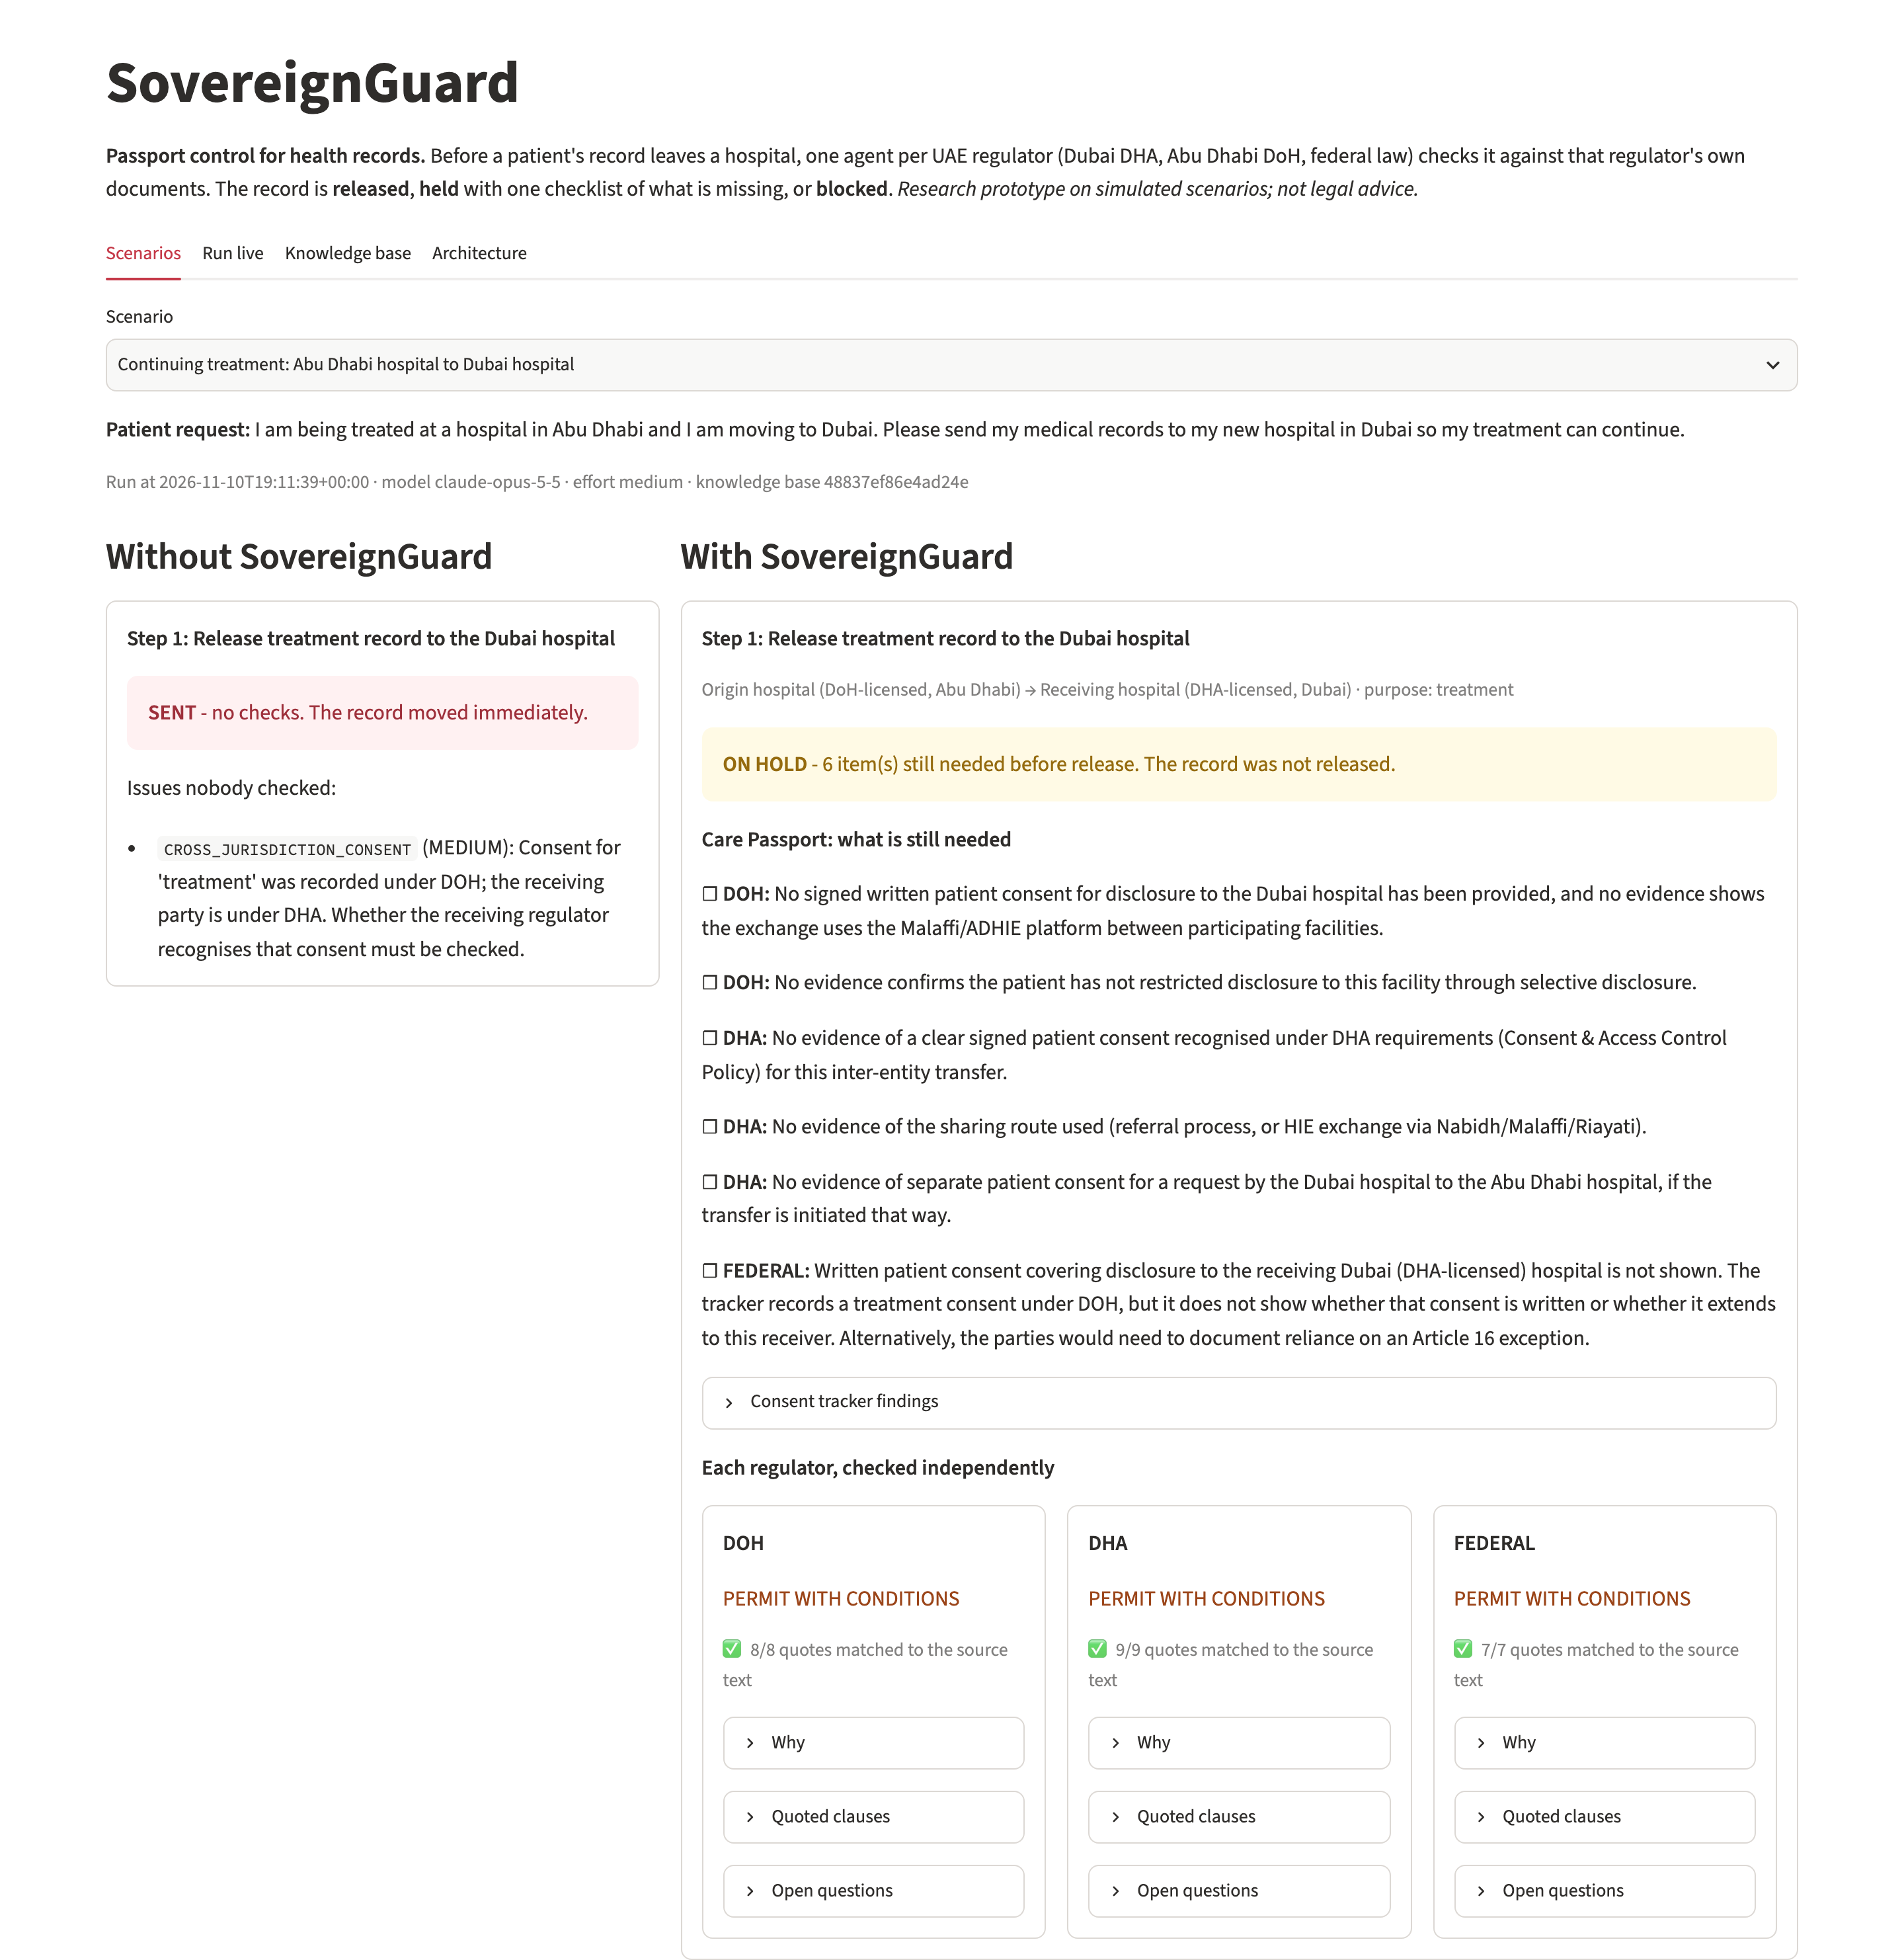 SovereignGuard
Passport control for health records. Before a patient's record leaves a hospital, one agent per UAE regulator (Dubai DHA, Abu Dhabi DoH, federal law) checks it against that regulator's own
documents. The record is released, held with one checklist of what is missing, or blocked. Research prototype on simulated scenarios; not legal advice.
Scenarios Run live Knowledge base Architecture
Scenario
Continuing treatment: Abu Dhabi hospital to Dubai hospital
Patient request: I am being treated at a hospital in Abu Dhabi and I am moving to Dubai. Please send my medical records to my new hospital in Dubai so my treatment can continue.
Run at 2026-11-10T19:11:39+00:00 · model claude-opus-5-5 · effort medium · knowledge base 48837ef86e4ad24e
Without SovereignGuard
Step 1: Release treatment record to the Dubai hospital
SENT - no checks. The record moved immediately.
Issues nobody checked:
• CROSS_JURISDICTION_CONSENT (MEDIUM): Consent for
'treatment' was recorded under DOH; the receiving
party is under DHA. Whether the receiving regulator
recognises that consent must be checked.
With SovereignGuard
Step 1: Release treatment record to the Dubai hospital
Origin hospital (DoH-licensed, Abu Dhabi) → Receiving hospital (DHA-licensed, Dubai) · purpose: treatment
ON HOLD - 6 item(s) still needed before release. The record was not released.
Care Passport: what is still needed
☐ DOH: No signed written patient consent for disclosure to the Dubai hospital has been provided, and no evidence shows
the exchange uses the Malaffi/ADHIE platform between participating facilities.
☐ DOH: No evidence confirms the patient has not restricted disclosure to this facility through selective disclosure.
☐ DHA: No evidence of a clear signed patient consent recognised under DHA requirements (Consent & Access Control
Policy) for this inter-entity transfer.
☐ DHA: No evidence of the sharing route used (referral process, or HIE exchange via Nabidh/Malaffi/Riayati).
☐ DHA: No evidence of separate patient consent for a request by the Dubai hospital to the Abu Dhabi hospital, if the
transfer is initiated that way.
☐ FEDERAL: Written patient consent covering disclosure to the receiving Dubai (DHA-licensed) hospital is not shown. The
tracker records a treatment consent under DOH, but it does not show whether that consent is written or whether it extends
to this receiver. Alternatively, the parties would need to document reliance on an Article 16 exception.
Consent tracker findings
Each regulator, checked independently
DOH
PERMIT WITH CONDITIONS
✅ 8/8 quotes matched to the source
text
Why
Quoted clauses
Open questions
DHA
PERMIT WITH CONDITIONS
✅ 9/9 quotes matched to the source
text
Why
Quoted clauses
Open questions
FEDERAL
PERMIT WITH CONDITIONS
✅ 7/7 quotes matched to the source
text
Why
Quoted clauses
Open questions